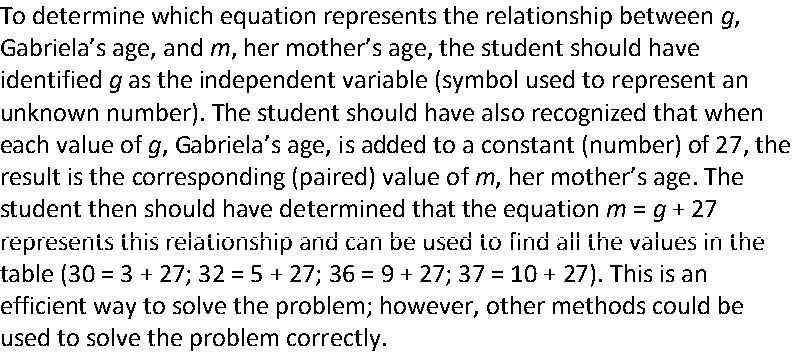 To determine which equation represents the relationship between g,
Gabriela's age, and m, her mother's age, the student should have
identified g as the independent variable (symbol used to represent an
unknown number). The student should have also recognized that when
each value of g, Gabriela's age, is added to a constant (number) of 27, the
result is the corresponding (paired) value of m, her mother's age. The
student then should have determined that the equation m = g + 27
represents this relationship and can be used to find all the values in the
table (30 = 3 + 27; 32 = 5 + 27; 36 = 9 + 27; 37 = 10 + 27). This is an
efficient way to solve the problem; however, other methods could be
used to solve the problem correctly.